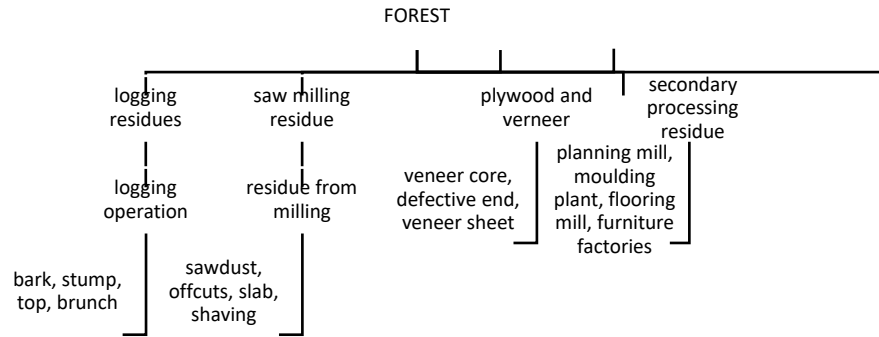 FOREST
logging
residues
saw milling
residue
plywood and
verneer
secondary
processing
residue
logging
operation
residue from
milling
veneer core,
defective end,
veneer sheet
planning mill,
moulding
plant, flooring
mill, furniture
factories
bark, stump,
top, brunch
sawdust,
offcuts, slab,
shaving